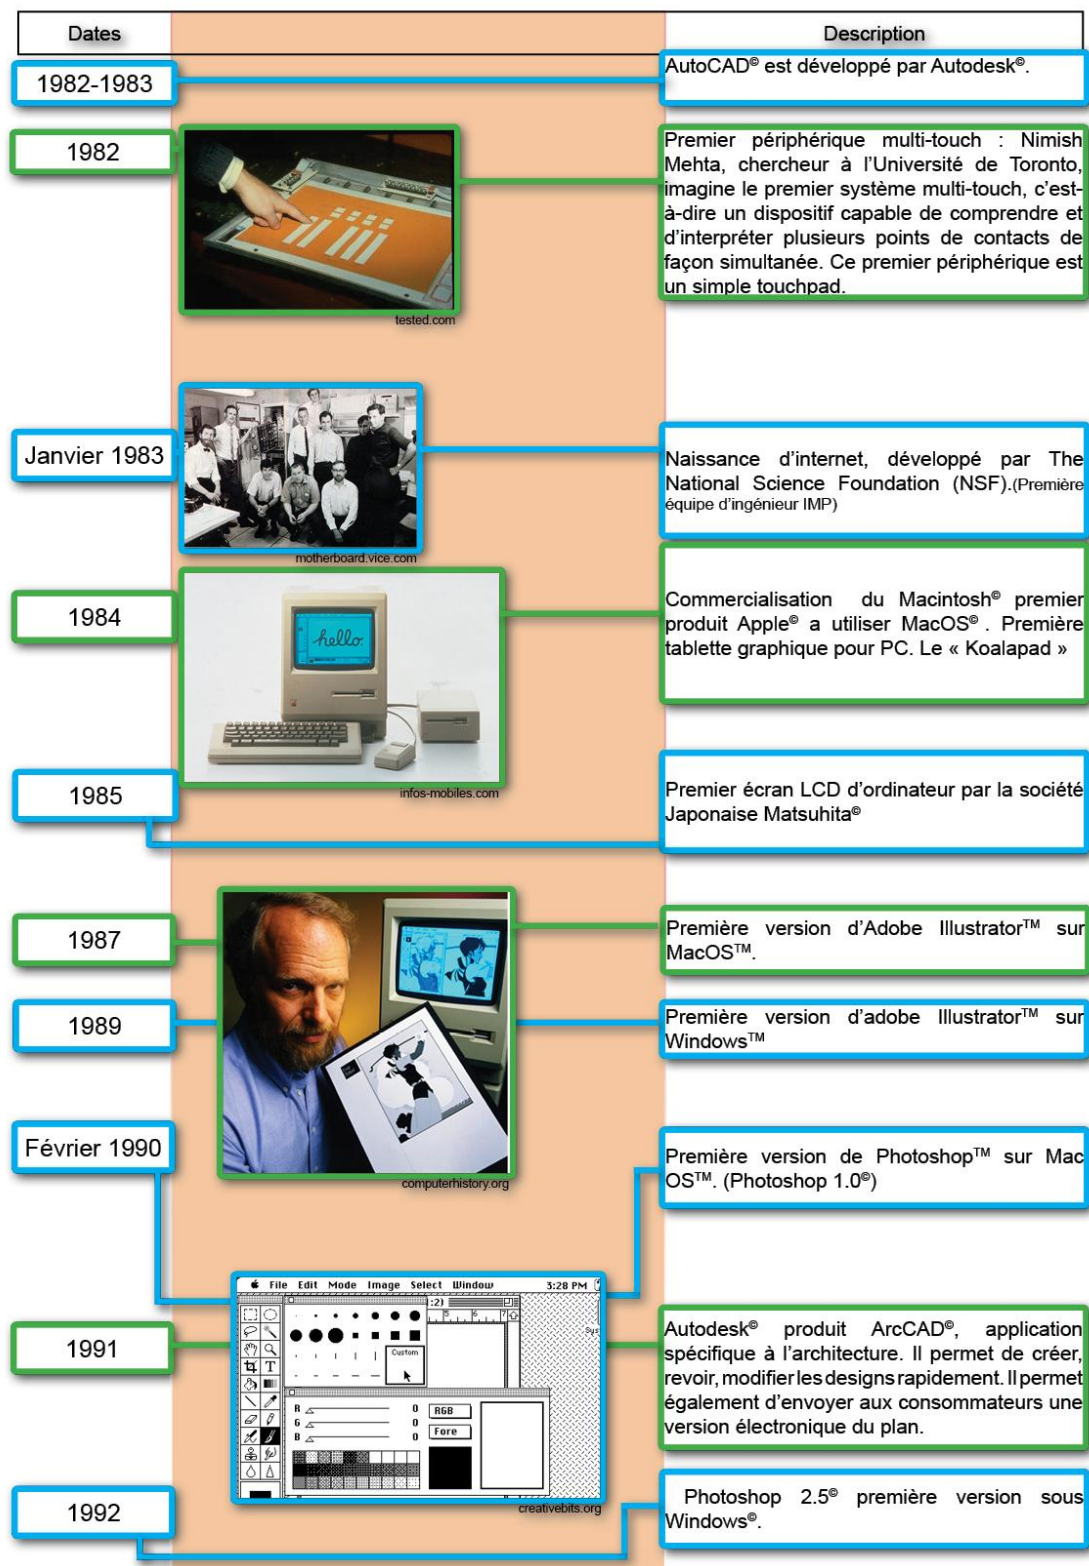 Dates
Description
1982-1983
AutoCAD© est développé par Autodesk©.
1982
Premier périphérique multi-touch : Nimish
Mehta, chercheur à l'Université de Toronto,
imagine le premier système multi-touch, c'est-
à-dire un dispositif capable de comprendre et
d'interpréter plusieurs points de contacts de
façon simultanée. Ce premier périphérique est
un simple touchpad.
tested.com
Janvier 1983
Naissance d'internet, développé par The
National Science Foundation (NSF).(Première
équipe d'ingénieur IMP)
motherboard.vice.com
1984
hello.
Commercialisation du Macintosh© premier
produit Apple© a utiliser MacOS© . Première
tablette graphique pour PC. Le « Koalapad »
infos-mobiles.com
1985
Premier écran LCD d'ordinateur par la société
Japonaise Matsuhita©
1987
Première version d'Adobe Illustrator™ sur
MacOS™.
1989
Première version d'adobe Illustrator™ sur
Windows™
computerhistory.org
Février 1990
Première version de Photoshop™ sur Mac
OS™. (Photoshop 1.0©)
File Edit Mode Image Select Window 3:28 PM
:2)
5 6 7
Sys
Custom
T
R 0 RGB
G 0
B 0 Fore
1991
Autodesk© produit ArcCAD©, application
spécifique à l'architecture. Il permet de créer,
revoir, modifier les designs rapidement. Il permet
également d'envoyer aux consommateurs une
version électronique du plan.
creativebits.org
1992
Photoshop 2.5© première version sous
Windows©.